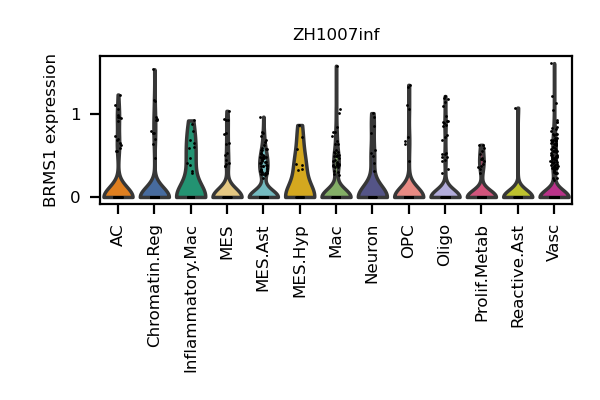 ZH1007inf
BRMS1 expression
1
0
AC
Chromatin.Reg
Inflammatory.Mac
MES
MES.Ast
MES.Hyp
Mac
Neuron
OPC
Oligo
Prolif.Metab
Reactive.Ast
Vasc